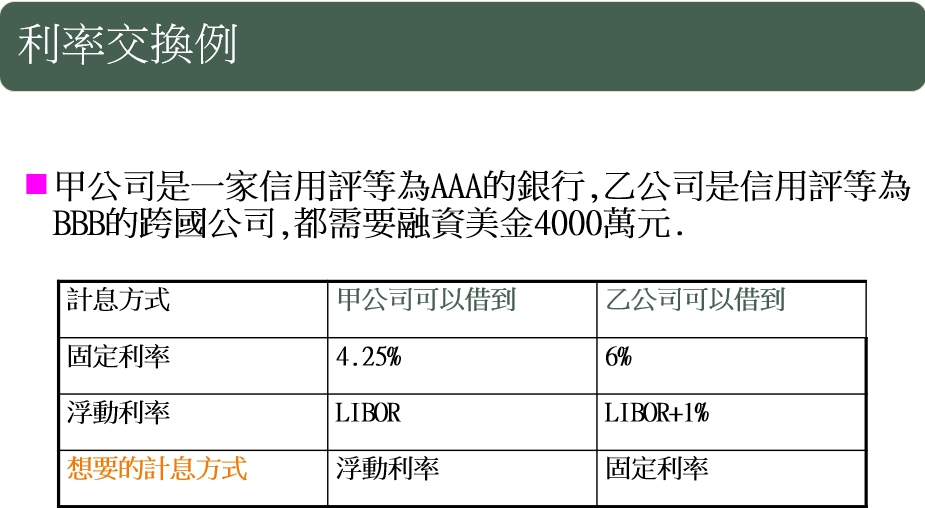 利率交換例
甲公司是一家信用評等為AAA的銀行,乙公司是信用評等為
BBB的跨國公司,都需要融資美金4000萬元.
計息方式 甲公司可以借到 乙公司可以借到
固定利率 4.25% 6%
浮動利率 LIBOR LIBOR+1%
想要的計息方式 浮動利率 固定利率